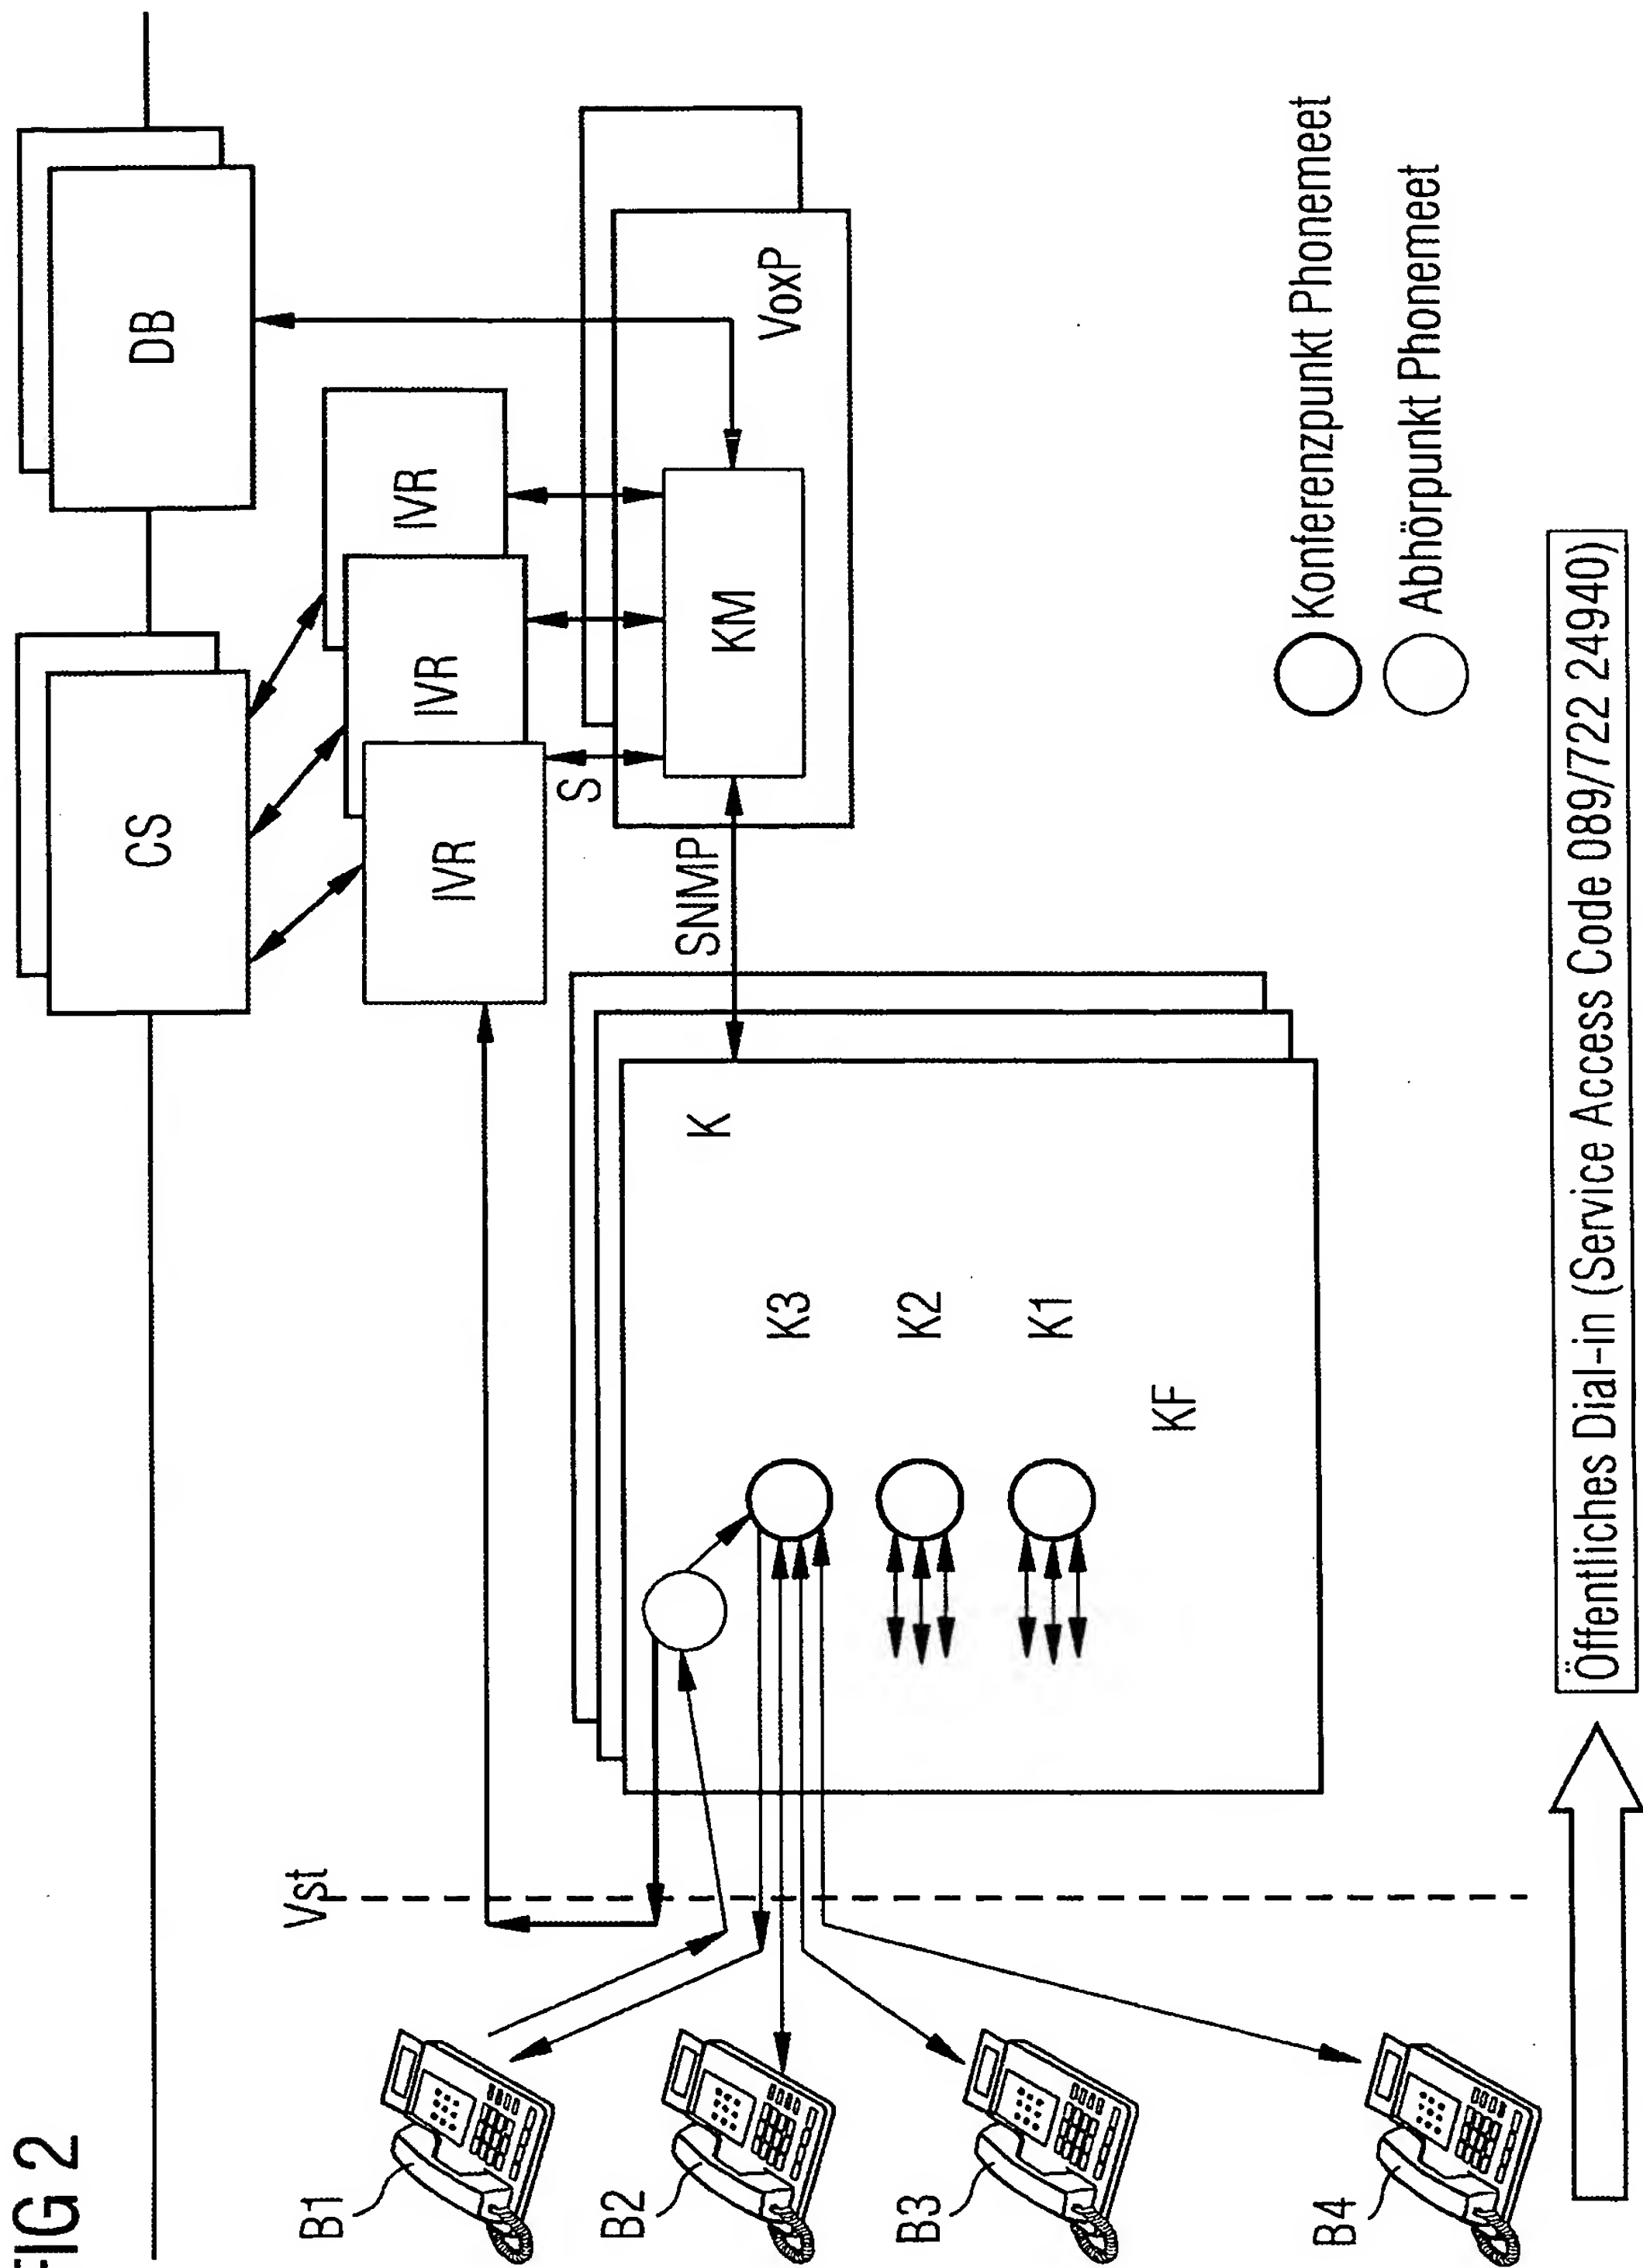 FIG 2
CS
DB
IVR
IVR
IVR
Vst
S
SNMP
KM
VoxP
K
K3
K2
K1
KF
B1
B2
B3
B4
Konferenzpunkt Phonemeet
Abhörpunkt Phonemeet
Öffentliches Dial-in (Service Access Code 089/722 24940)